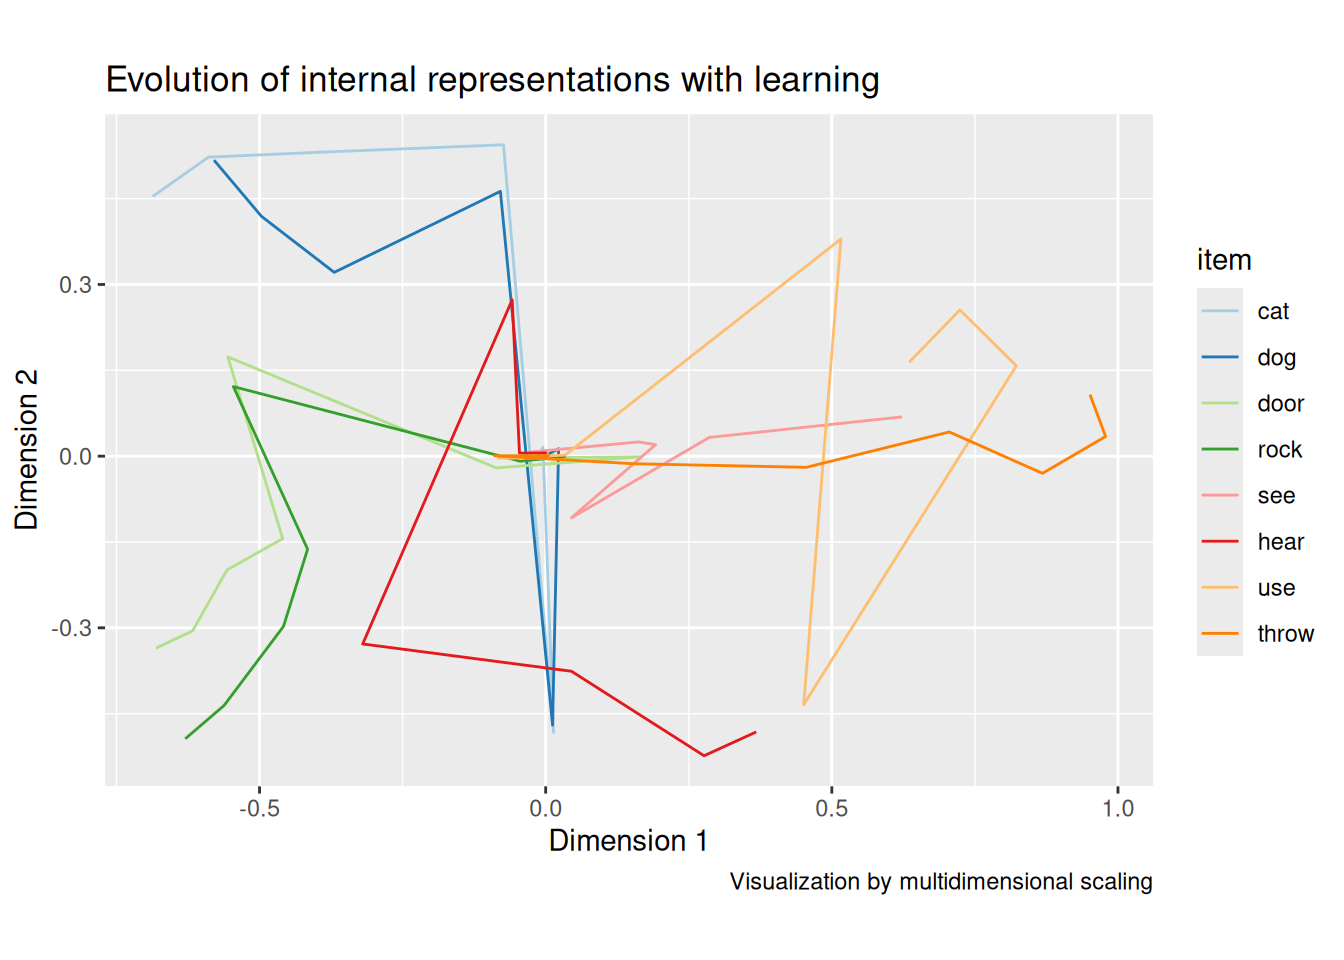 Evolution of internal representations with learning
Dimension 2
0.3
0.0
-0.3
-0.5
0.0
0.5
1.0
Dimension 1
item
cat
dog
door
rock
see
hear
use
throw
Visualization by multidimensional scaling